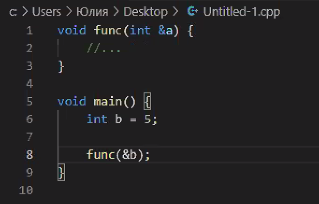 c > Users > Юлия > Desktop > Untitled-1.cpp
1 void func(int &a) {
2     //...
3 }
4
5 void main() {
6     int b = 5;
7
8     func(&b);
9 }
10